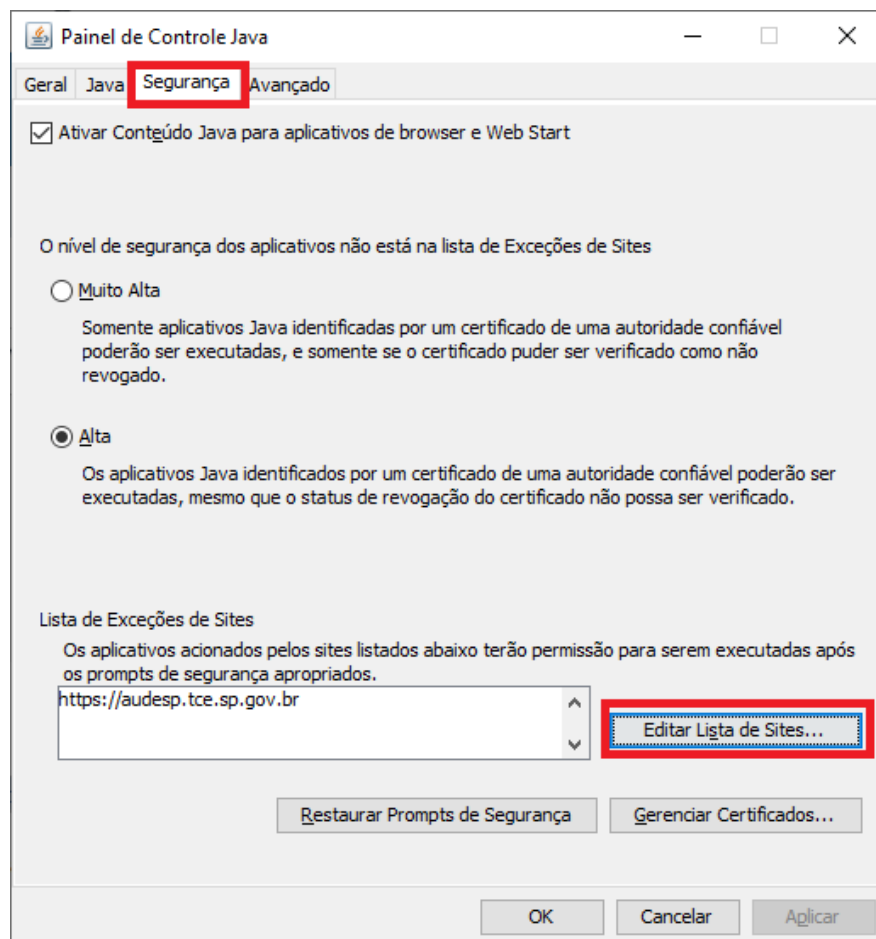 Painel de Controle Java
Geral Java Segurança Avançado
Ativar Conteúdo Java para aplicativos de browser e Web Start
O nível de segurança dos aplicativos não está na lista de Exceções de Sites
Muito Alta
Somente aplicativos Java identificadas por um certificado de uma autoridade confiável
poderão ser executadas, e somente se o certificado puder ser verificado como não
revogado.
Alta
Os aplicativos Java identificados por um certificado de uma autoridade confiável poderão ser
executadas, mesmo que o status de revogação do certificado não possa ser verificado.
Lista de Exceções de Sites
Os aplicativos acionados pelos sites listados abaixo terão permissão para serem executadas após
os prompts de segurança apropriados.
https://audesp.tce.sp.gov.br
Editar Lista de Sites...
Restaurar Prompts de Segurança Gerenciar Certificados...
OK Cancelar Aplicar